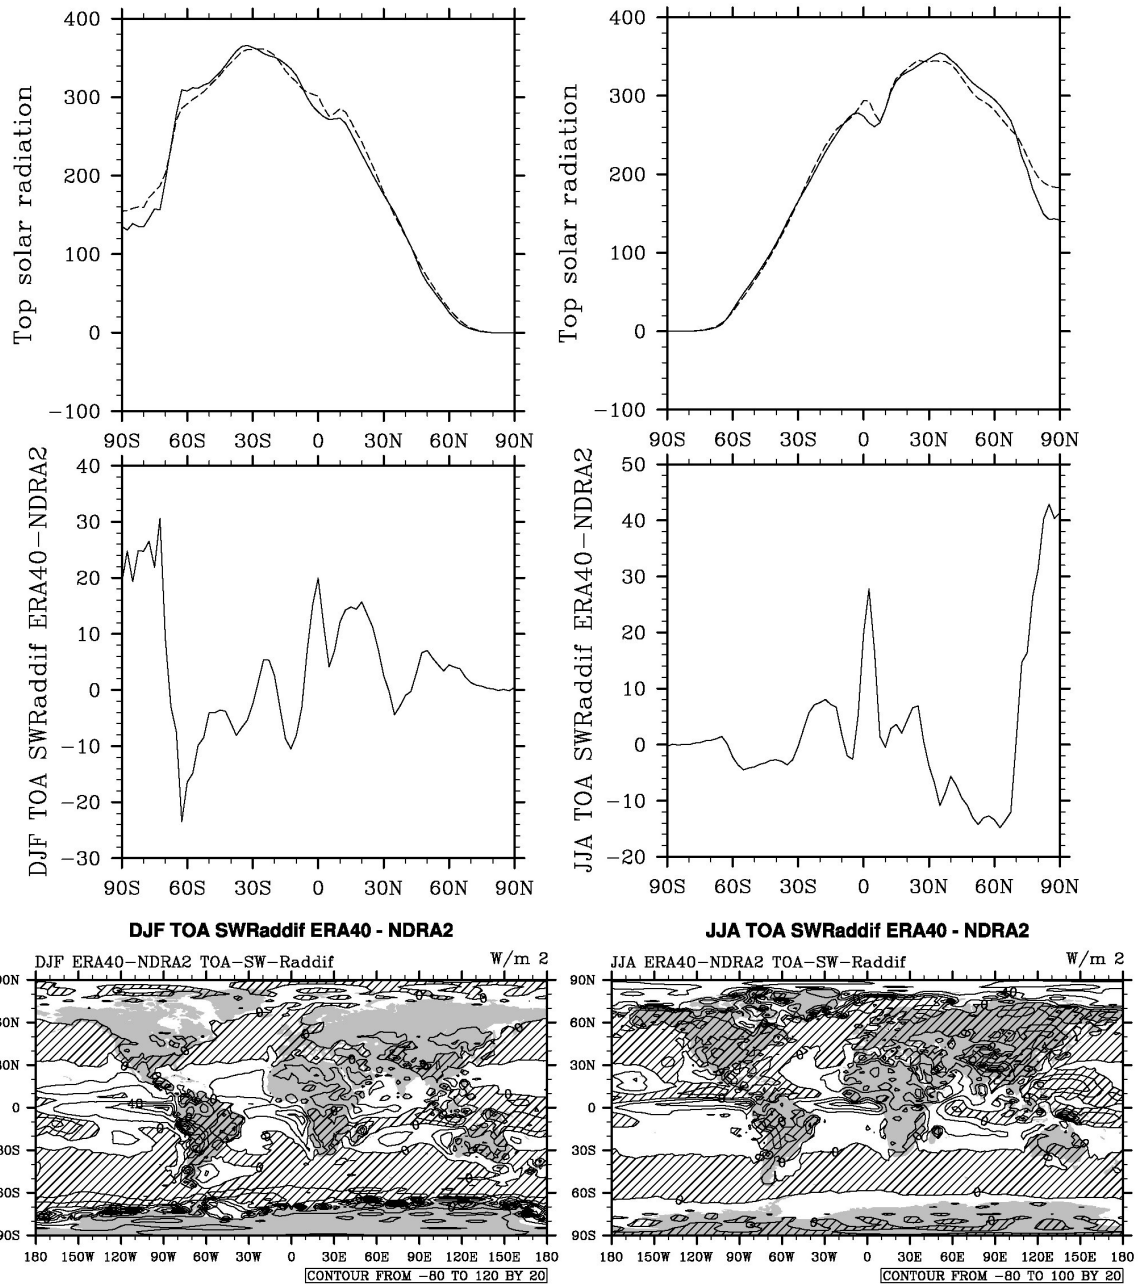 400
300
200
100
0
−100
Top solar radiation
90S 60S 30S 0 30N 60N 90N
400
300
200
100
0
−100
Top solar radiation
90S 60S 30S 0 30N 60N 90N
40
30
20
10
0
−10
−20
−30
DJF TOA SWRaddif ERA40−NDRA2
90S 60S 30S 0 30N 60N 90N
50
40
30
20
10
0
−10
−20
JJA TOA SWRaddif ERA40−NDRA2
90S 60S 30S 0 30N 60N 90N
DJF TOA SWRaddif ERA40 - NDRA2
DJF ERA40−NDRA2 TOA−SW−Raddif W/m 2
90N
60N
30N
0
30S
60S
90S
180 150W 120W 90W 60W 30W 0 30E 60E 90E 120E 150E 180
CONTOUR FROM −80 TO 120 BY 20
JJA TOA SWRaddif ERA40 - NDRA2
JJA ERA40−NDRA2 TOA−SW−Raddif W/m 2
90N
60N
30N
0
30S
60S
90S
180 150W 120W 90W 60W 30W 0 30E 60E 90E 120E 150E 180
CONTOUR FROM −80 TO 100 BY 20